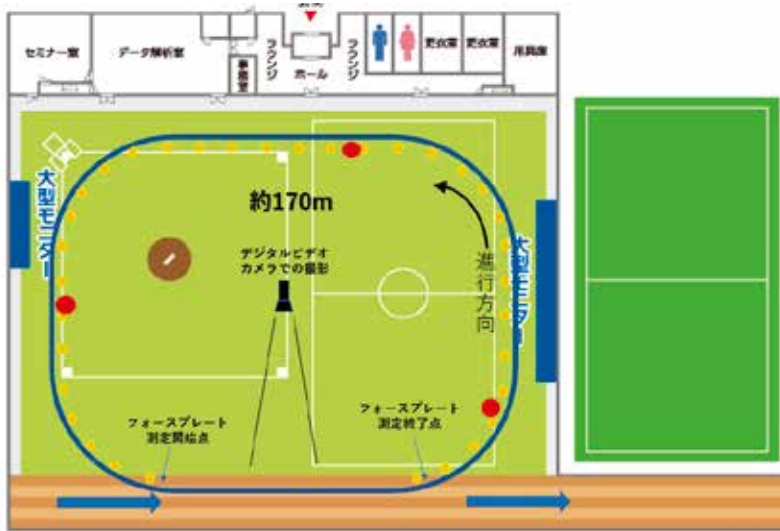 セミナー室
データ解析室
事務室
ラウンジ
ホール
ラウンジ
更衣室
更衣室
用具庫
大型モニター
約170m
デジタルビデオ
カメラでの撮影
進行方向
大型モニター
フォースプレート
測定開始点
フォースプレート
測定終了点